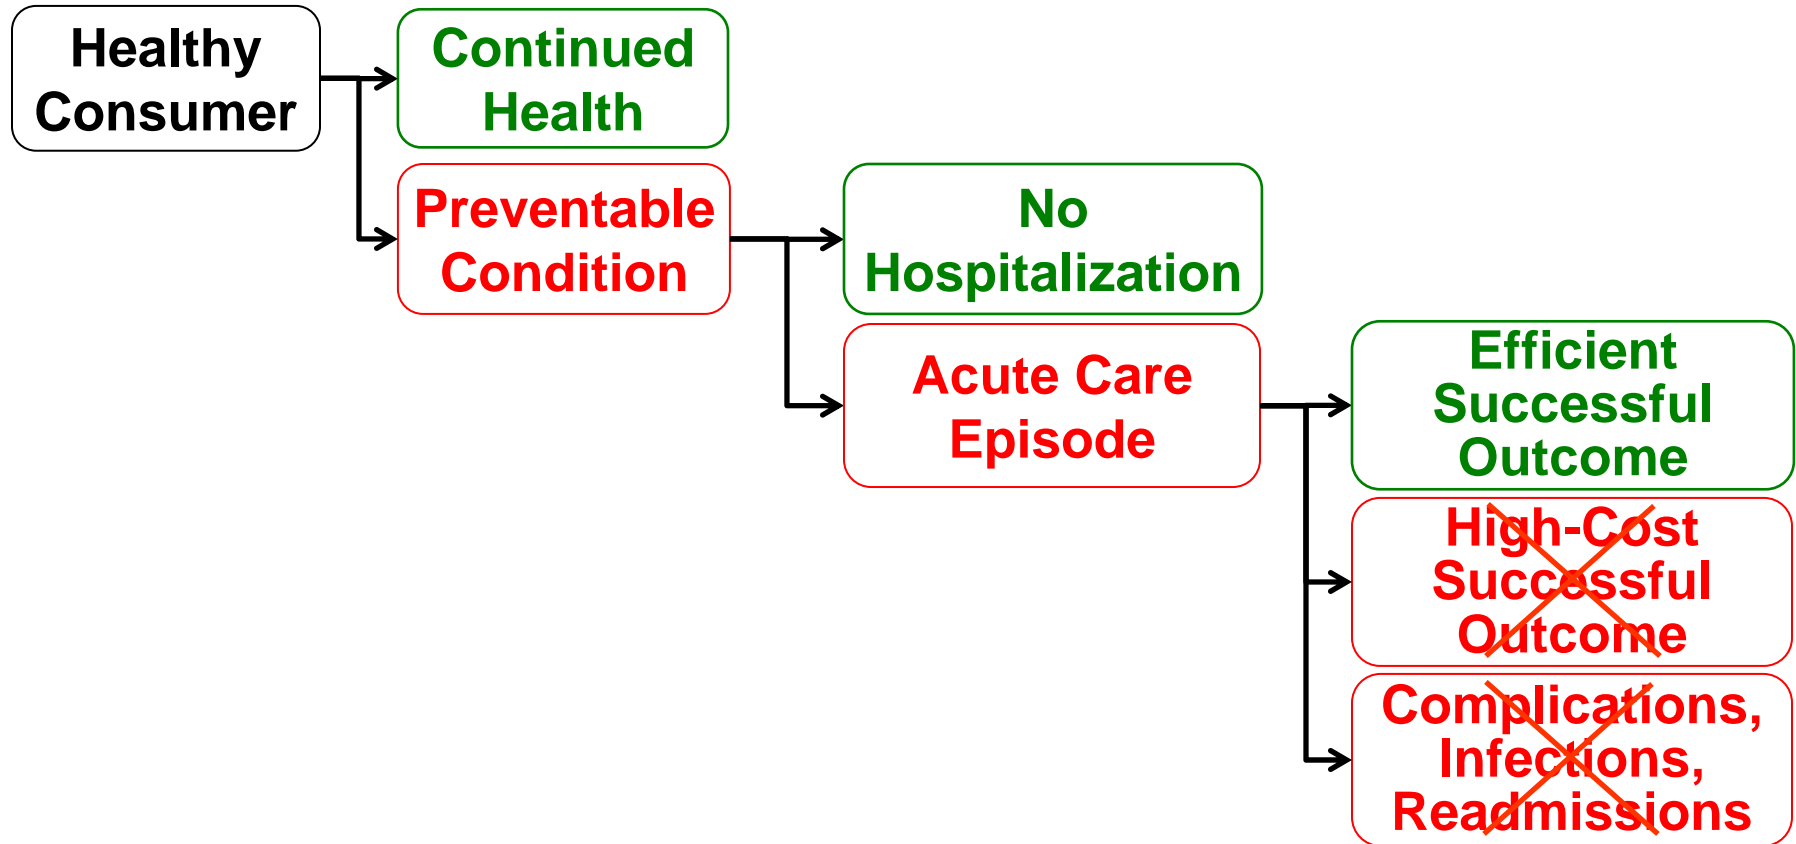 Healthy
Consumer
Continued
Health
Preventable
Condition
No
Hospitalization
Acute Care
Episode
Efficient
Successful
Outcome
High-Cost
Successful
Outcome
Complications,
Infections,
Readmissions